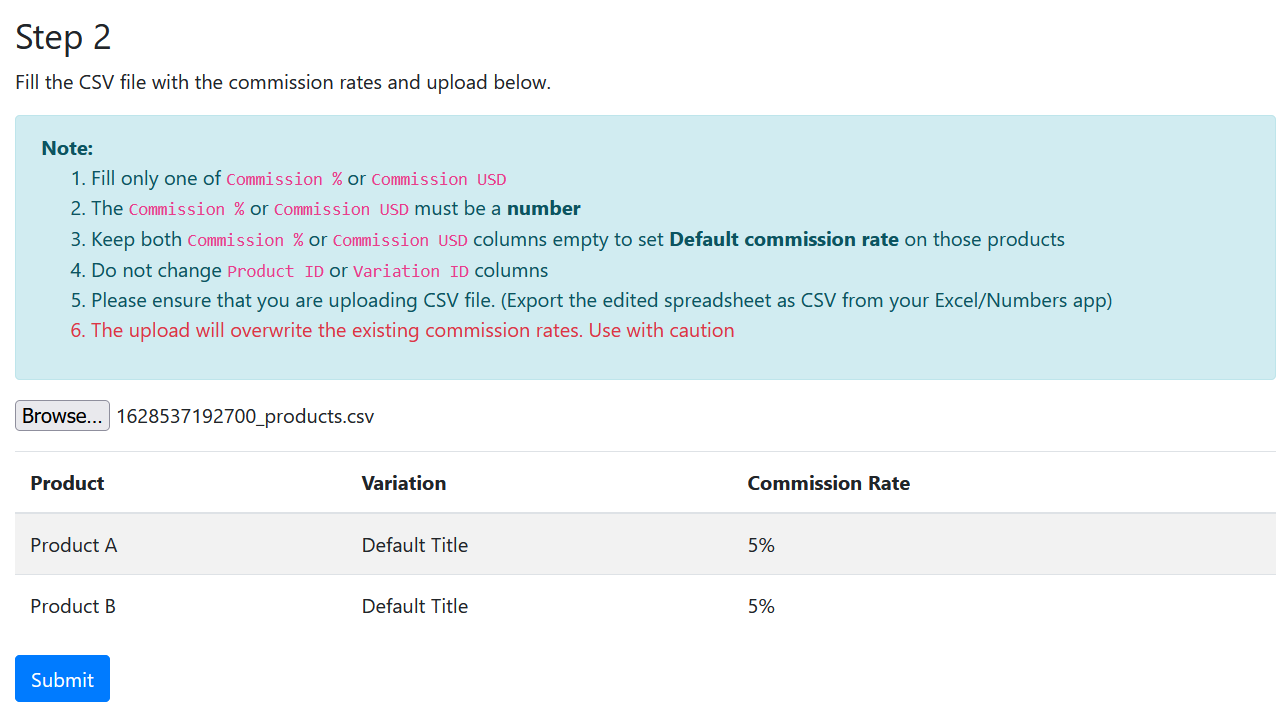 Step 2
Fill the CSV file with the commission rates and upload below.
Note:
1. Fill only one of Commission % or Commission USD
2. The Commission % or Commission USD must be a number
3. Keep both Commission % or Commission USD columns empty to set Default commission rate on those products
4. Do not change Product ID or Variation ID columns
5. Please ensure that you are uploading CSV file. (Export the edited spreadsheet as CSV from your Excel/Numbers app)
6. The upload will overwrite the existing commission rates. Use with caution
Browse... 1628537192700_products.csv
Product Variation Commission Rate
Product A Default Title 5%
Product B Default Title 5%
Submit